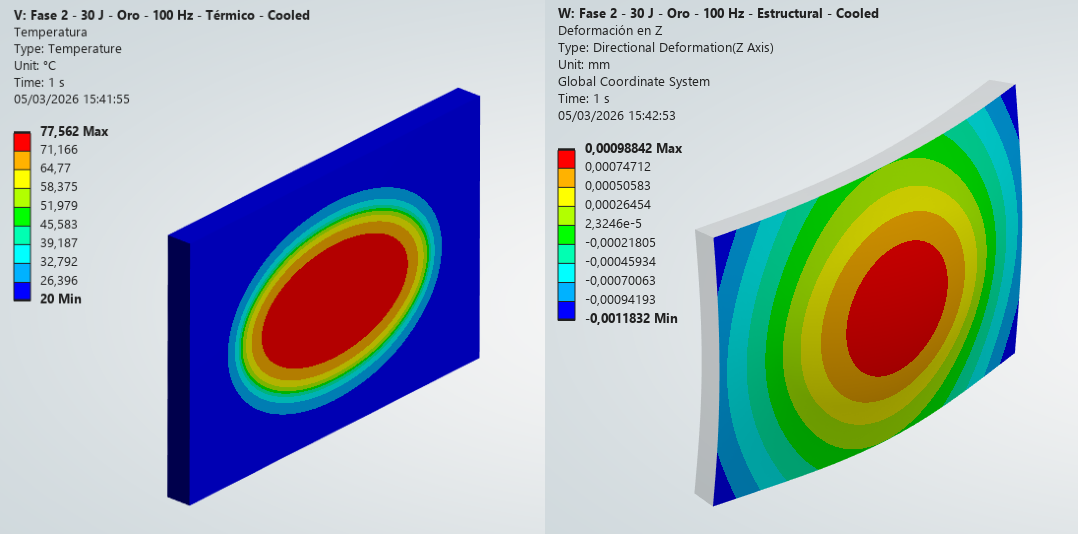 V: Fase 2 - 30 J - Oro - 100 Hz - Térmico - Cooled
Temperatura
Type: Temperature
Unit: °C
Time: 1 s
05/03/2026 15:41:55
77,562 Max
71,166
64,77
58,375
51,979
45,583
39,187
32,792
26,396
20 Min
W: Fase 2 - 30 J - Oro - 100 Hz - Estructural - Cooled
Deformación en Z
Type: Directional Deformation(Z Axis)
Unit: mm
Global Coordinate System
Time: 1 s
05/03/2026 15:42:53
0,00098842 Max
0,00074712
0,00050583
0,00026454
2,3246e-5
-0,00021805
-0,00045934
-0,00070063
-0,00094193
-0,0011832 Min